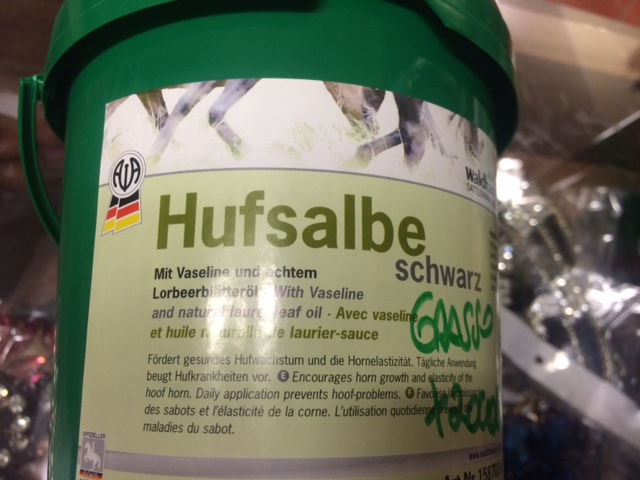 AWA
Hufsalbe
schwarz
Mit Vaseline und echtem
Lorbeerblätteröl · With Vaseline
and natural laurel leaf oil · Avec vaseline
et huile naturelle de laurier-sauce
GRASSO
Fördert gesundes Hufwachstum und die Hornelastizität. Tägliche Anwendung
beugt Hufkrankheiten vor. E Encourages horn growth and elasticity of the
hoof horn. Daily application prevents hoof-problems. F Favorise
des sabots et l'élasticité de la corne. L'utilisation quotidienne
maladies du sabot.
OFFIZIELLER